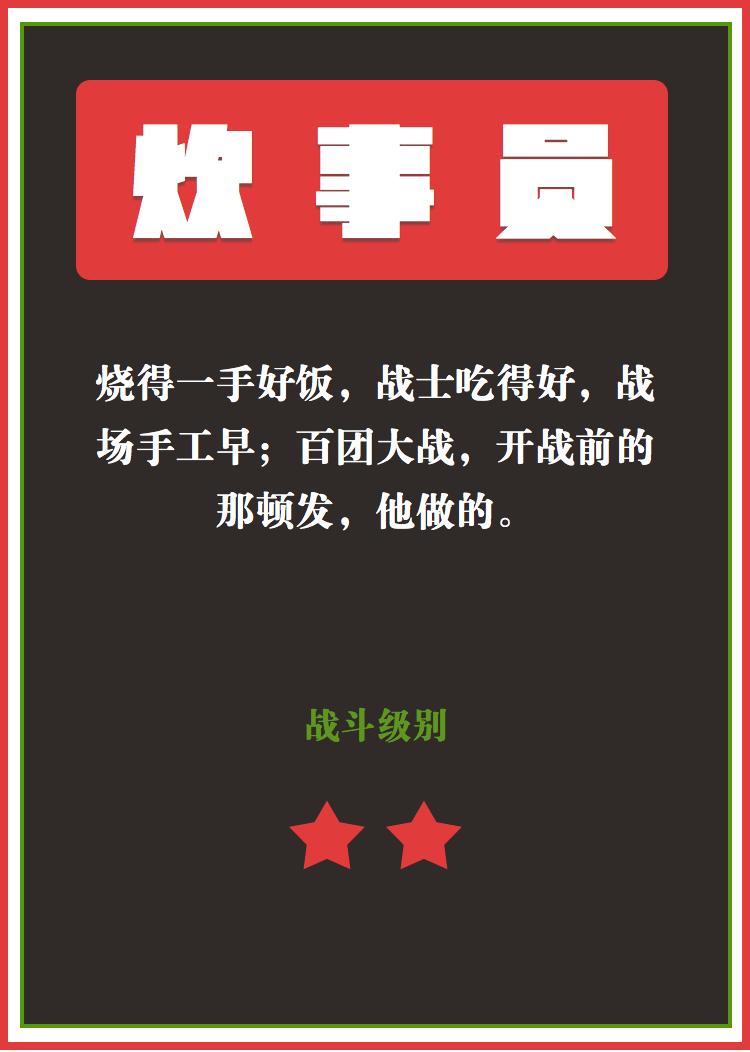 炊事员
烧得一手好饭，战士吃得好，战
场手工早；百团大战，开战前的
那顿发，他做的。
战斗级别